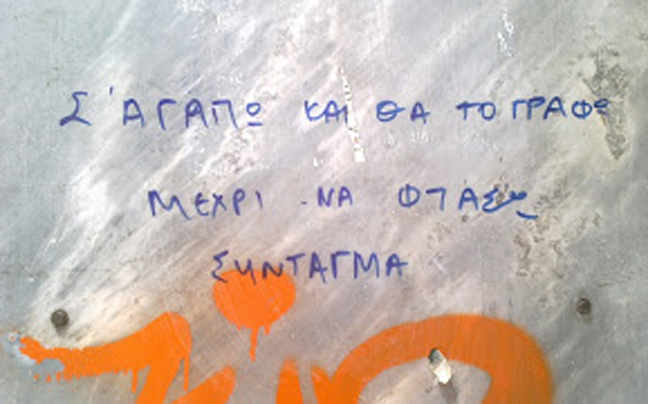 Σ'ΑΓΑΠΩ ΚΑΙ ΘΑ ΤΟ ΓΡΑΦΩ
ΜΕΧΡΙ ΝΑ ΦΤΑΣΩ
ΣΥΝΤΑΓΜΑ